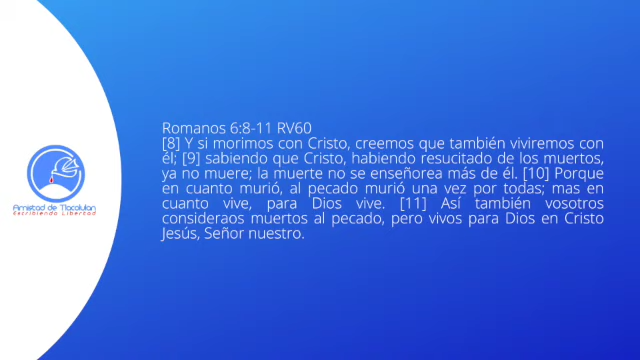 Romanos 6:8-11 RV60
[8] Y si morimos con Cristo, creemos que también viviremos con
él; [9] sabiendo que Cristo, habiendo resucitado de los muertos,
ya no muere; la muerte no se enseñorea más de él. [10] Porque
en cuanto murió, al pecado murió una vez por todas; mas en
cuanto vive, para Dios vive. [11] Así también vosotros
consideraos muertos al pecado, pero vivos para Dios en Cristo
Jesús, Señor nuestro.
Amistad de Tlacolulan
Escribiendo Libertad